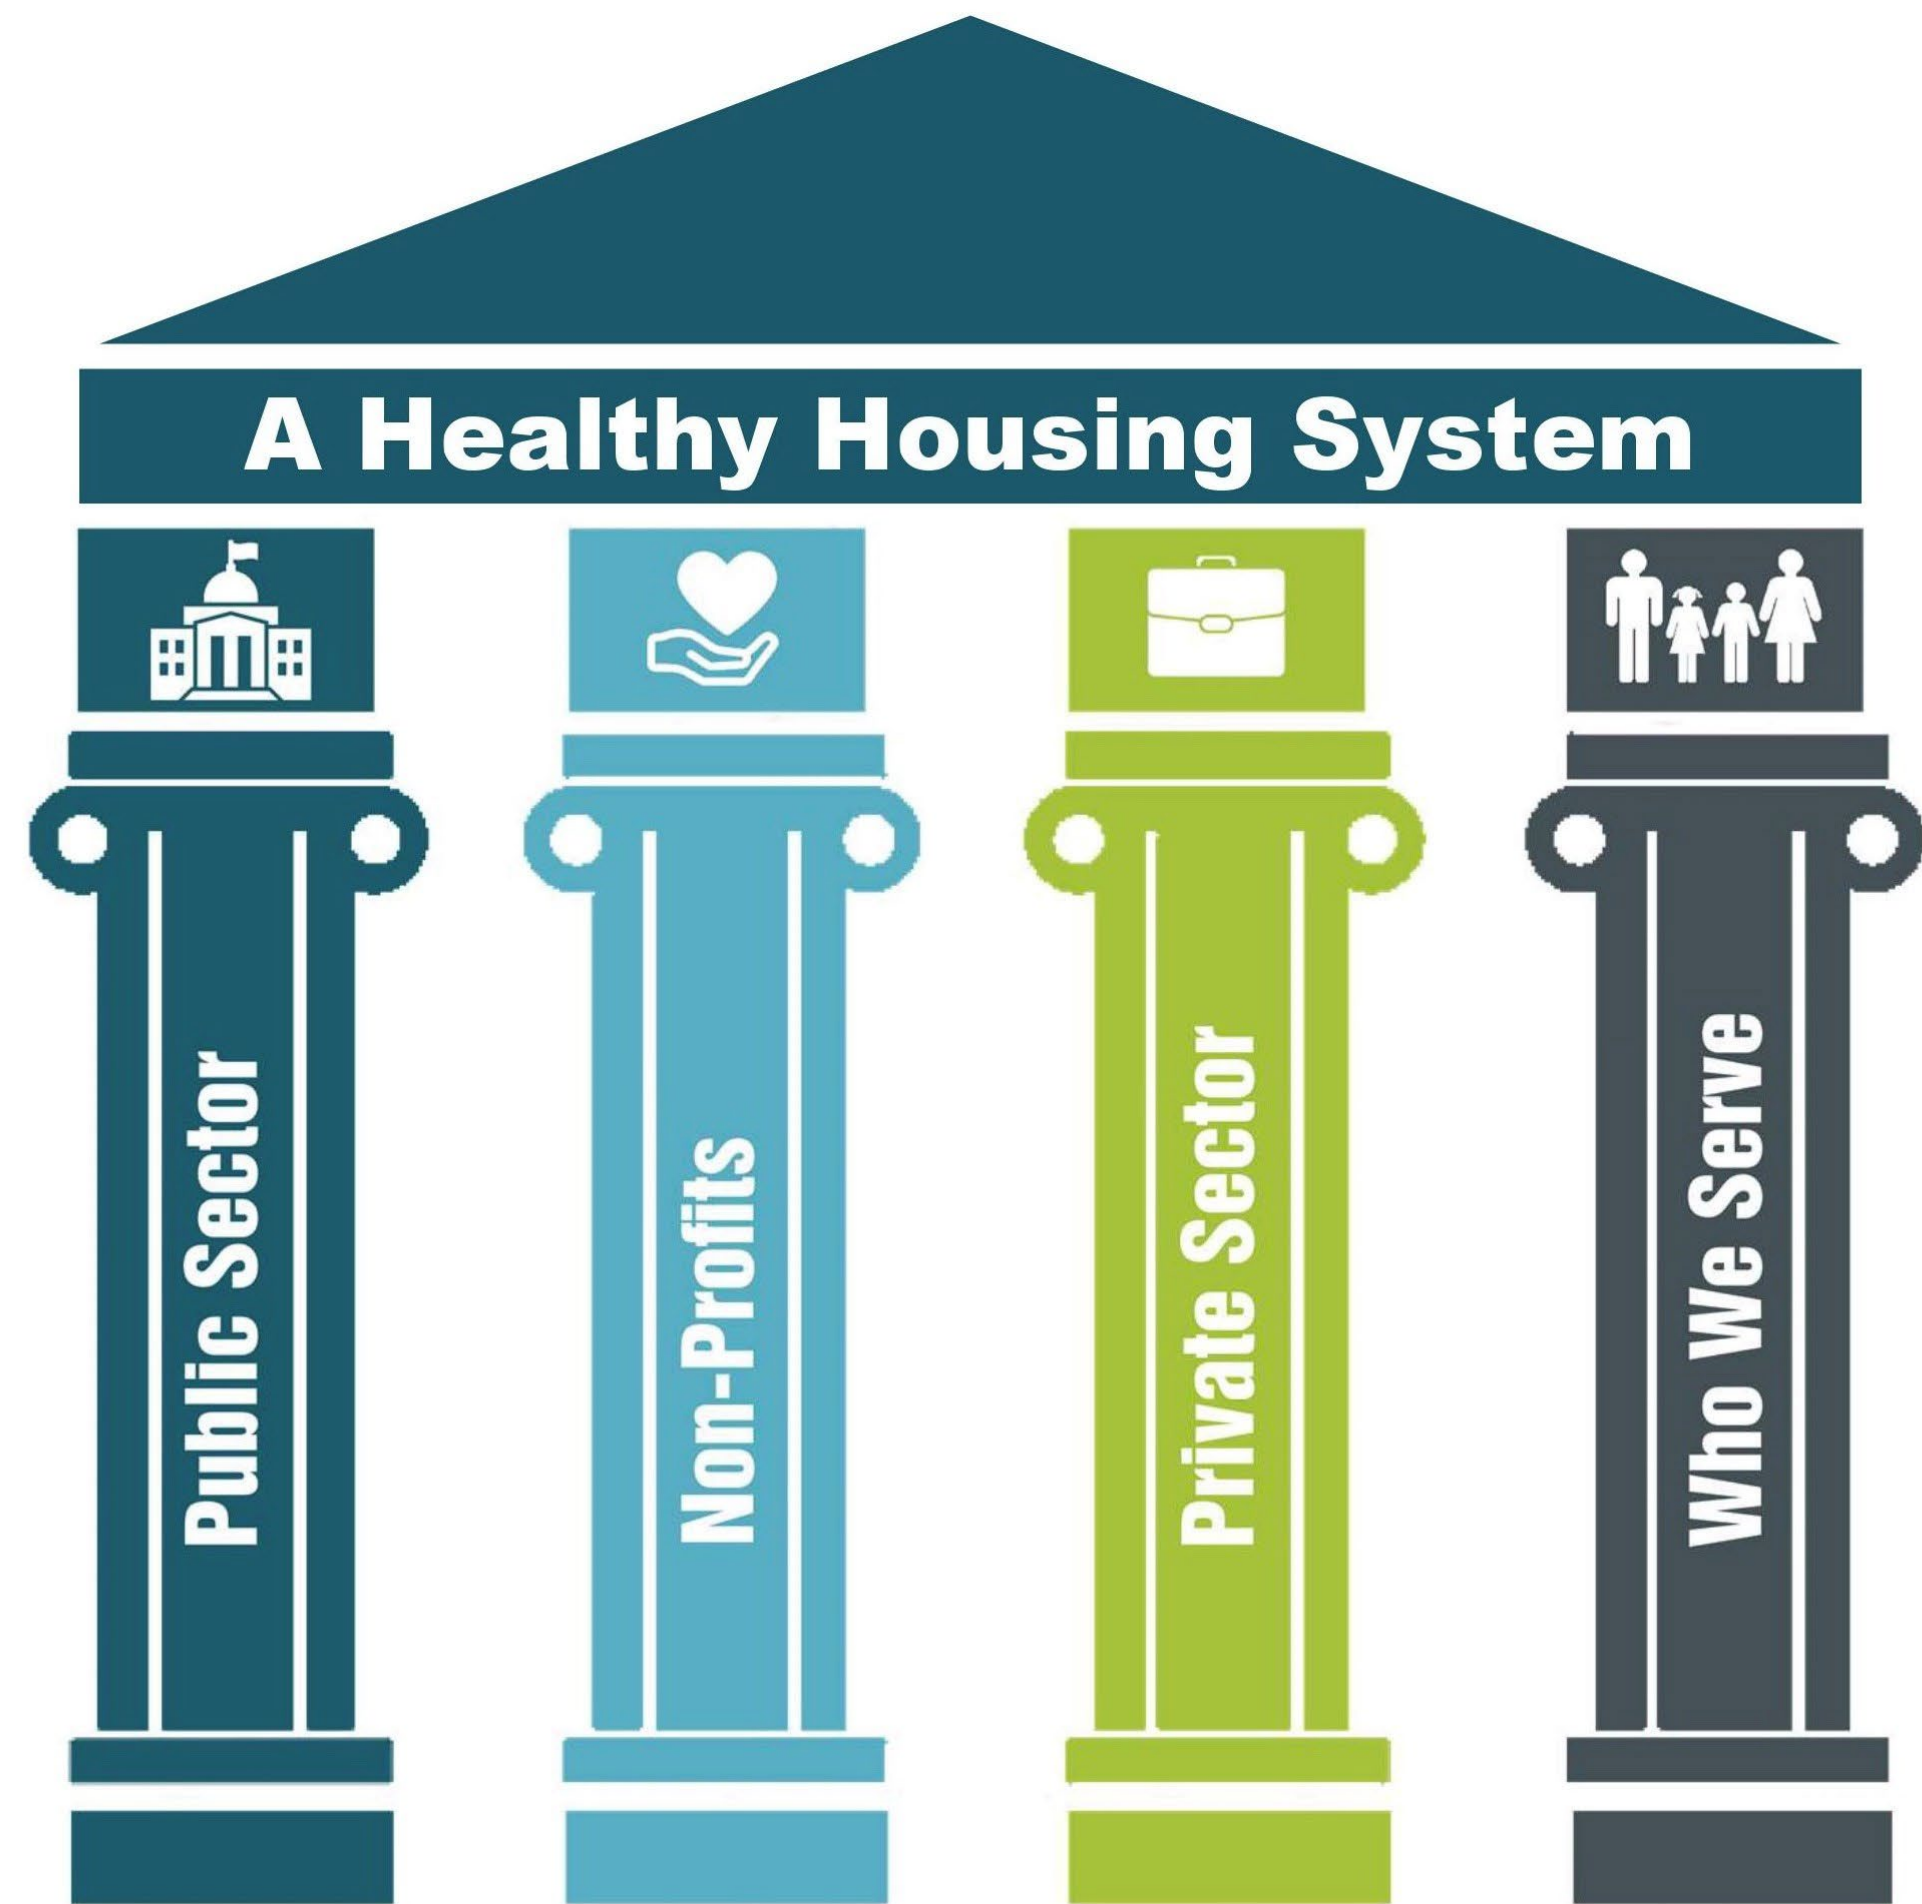 A Healthy Housing System
Public Sector
Non-Profits
Private Sector
Who We Serve